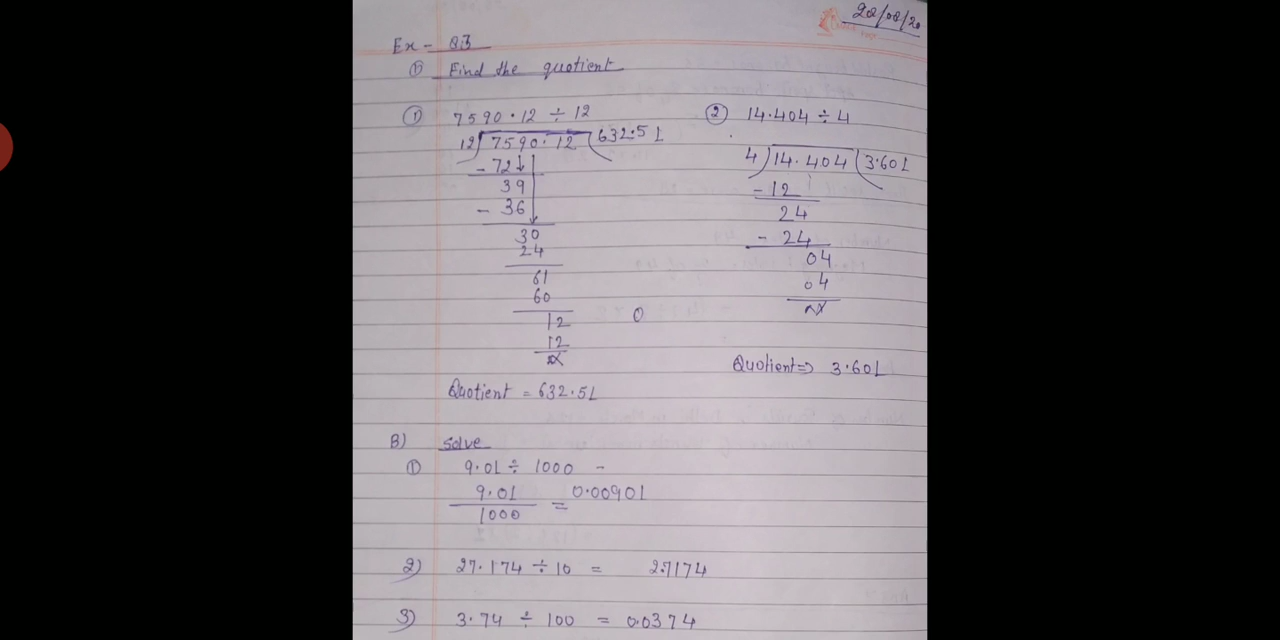 22/08/20
Ex- 8B
Find the quotient
① 7590.12 ÷ 12
12 7590.12 632.51
- 72
39
- 36
30
24
61
60
12
12
0
Quotient = 632.51
② 14.404 ÷ 4
4 14.404 3.601
- 12
24
- 24
04
04
Quotient ⇒ 3.601
B) Solve
① 9.01 ÷ 1000 -
9.01
1000
= 0.00901
2) 27.174 ÷ 10 = 2.7174
3) 3.74 ÷ 100 = 0.0374